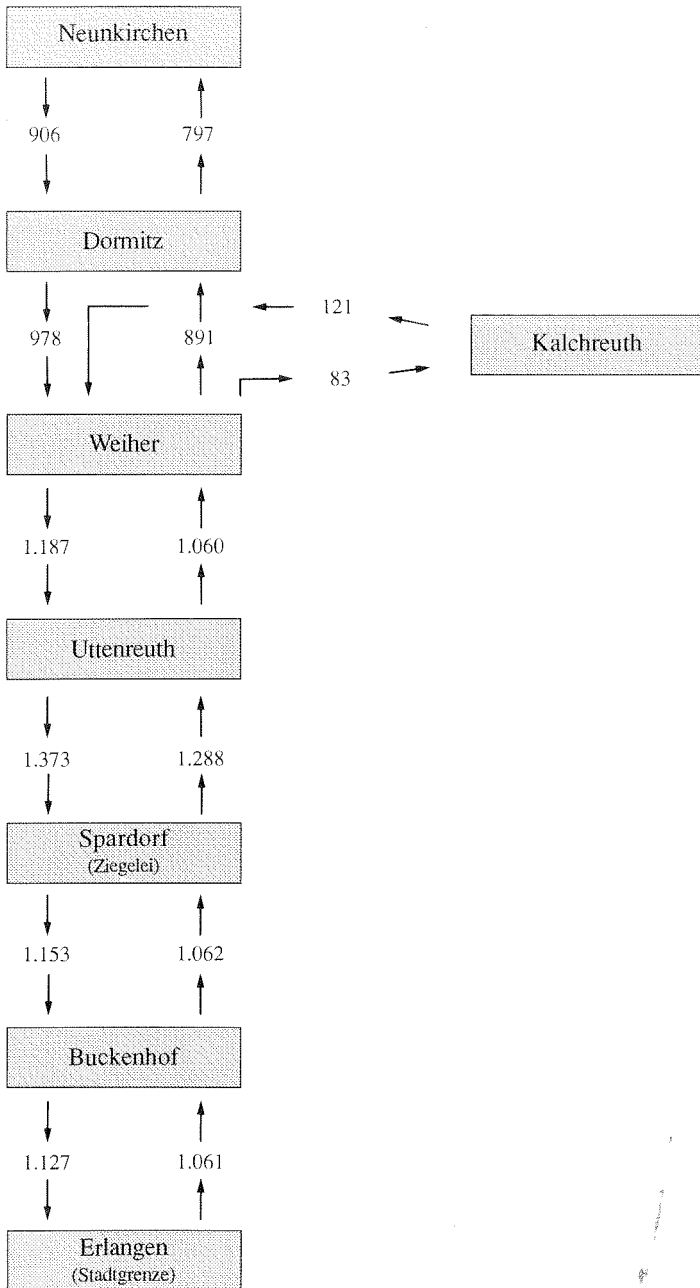 Neunkirchen
906 797
Dormitz
121
978 891
Kalchreuth
83
Weiher
1.187 1.060
Uttenreuth
1.373 1.288
Spardorf
(Ziegelei)
1.153 1.062
Buckenhof
1.127 1.061
Erlangen
(Stadtgrenze)